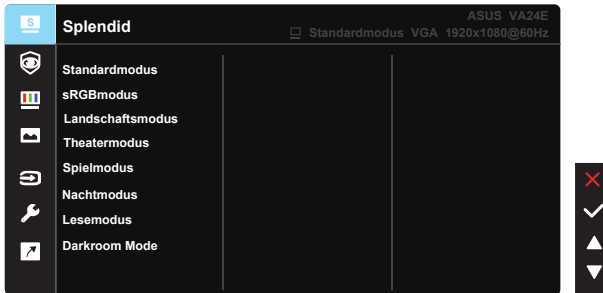 S
Splendid
ASUS VA24E
Standardmodus VGA 1920x1080@60Hz
Standardmodus
sRGBmodus
Landschaftsmodus
Theatermodus
Spielmodus
Nachtmodus
Lesemodus
Darkroom Mode